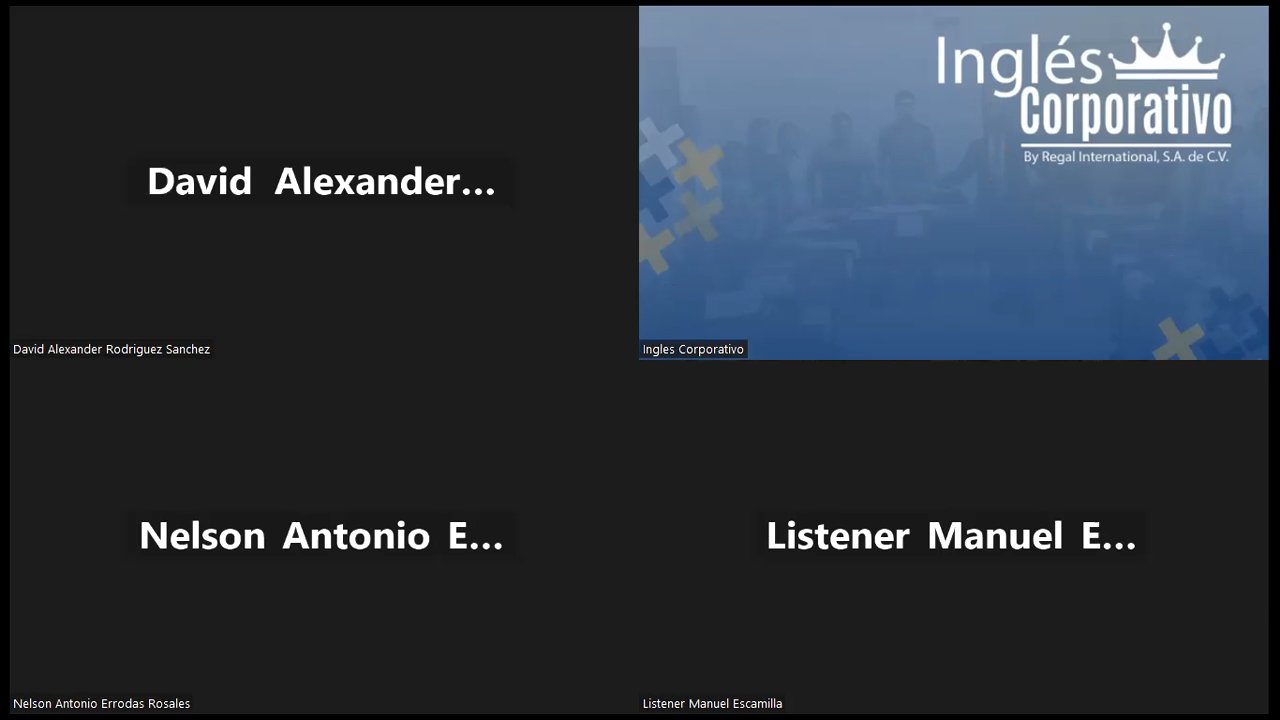 David Alexander...
David Alexander Rodriguez Sanchez
Inglés
Corporativo
By Regal International, S.A. de C.V.
Ingles Corporativo
Nelson Antonio E...
Nelson Antonio Errodas Rosales
Listener Manuel E...
Listener Manuel Escamilla